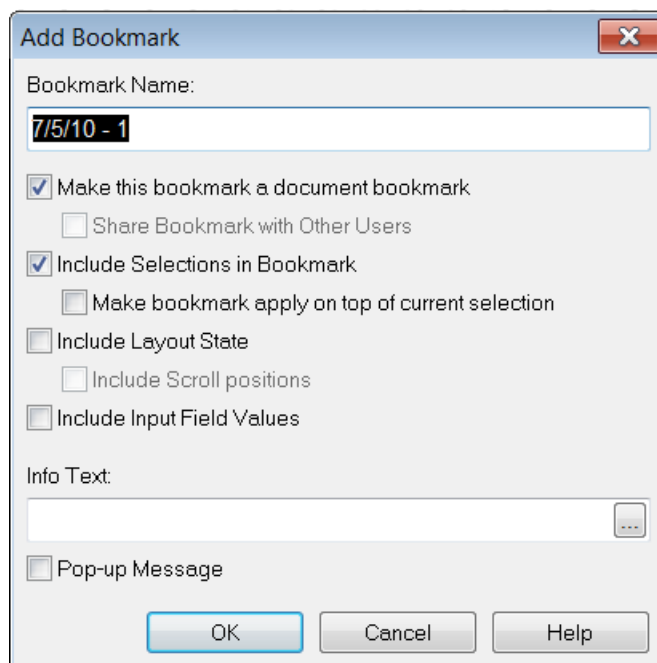 Add Bookmark
Bookmark Name:
7/5/10 - 1
Make this bookmark a document bookmark
Share Bookmark with Other Users
Include Selections in Bookmark
Make bookmark apply on top of current selection
Include Layout State
Include Scroll positions
Include Input Field Values
Info Text:
...
Pop-up Message
OK Cancel Help